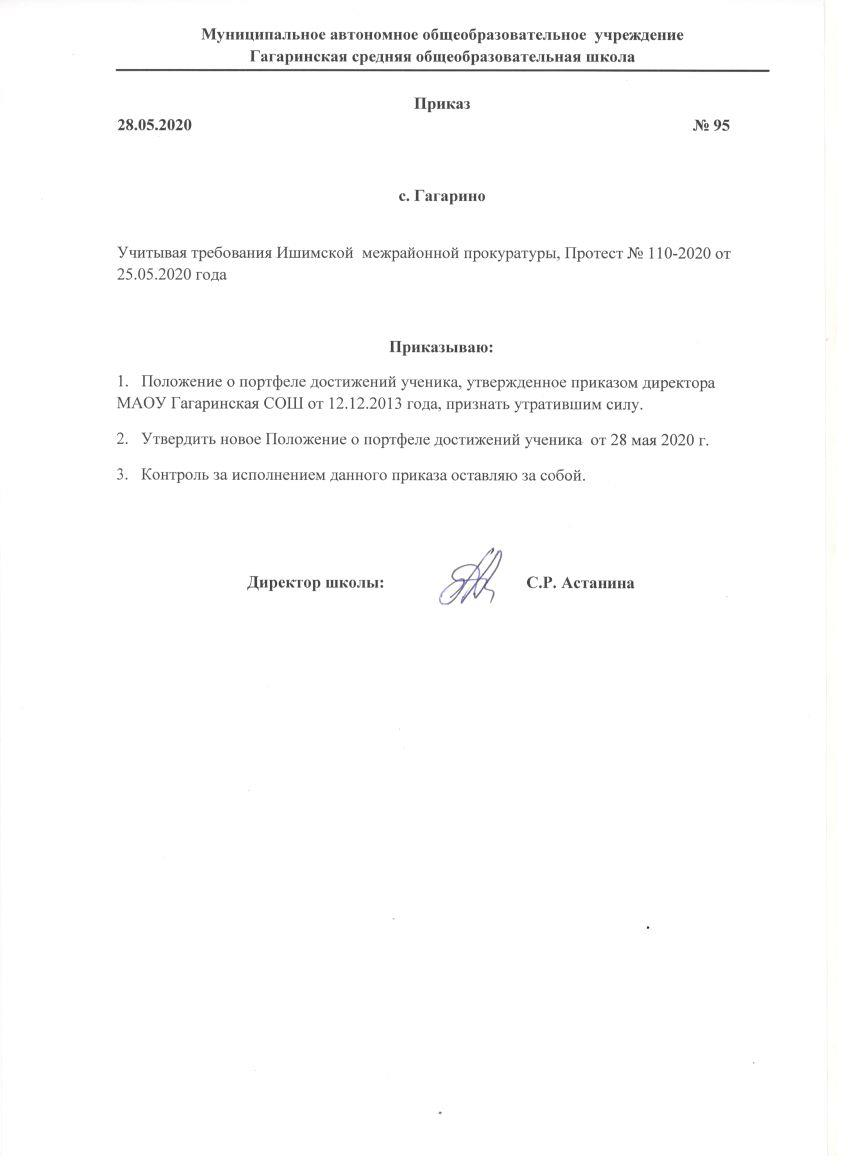 Муниципальное автономное общеобразовательное учреждение
Гагаринская средняя общеобразовательная школа
Приказ
28.05.2020 № 95
с. Гагарино
Учитывая требования Ишимской межрайонной прокуратуры, Протест № 110-2020 от
25.05.2020 года
Приказываю:
1. Положение о портфеле достижений ученика, утвержденное приказом директора
МАОУ Гагаринская СОШ от 12.12.2013 года, признать утратившим силу.
2. Утвердить новое Положение о портфеле достижений ученика от 28 мая 2020 г.
3. Контроль за исполнением данного приказа оставляю за собой.
Директор школы: С.Р. Астанина